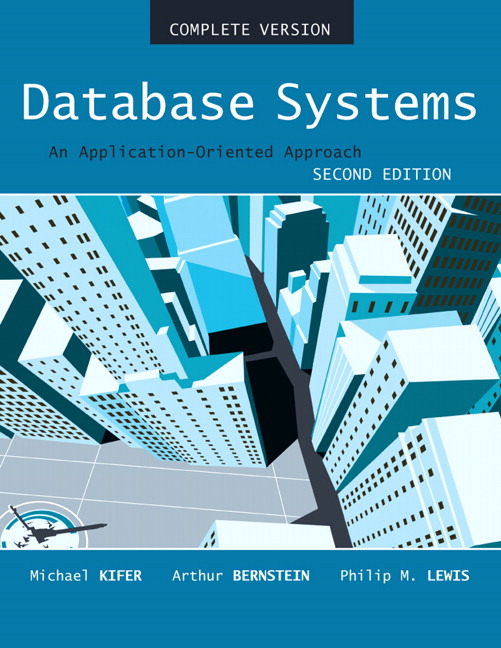 COMPLETE VERSION
Database Systems
An Application-Oriented Approach
SECOND EDITION
Michael KIFER Arthur BERNSTEIN Philip M. LEWIS